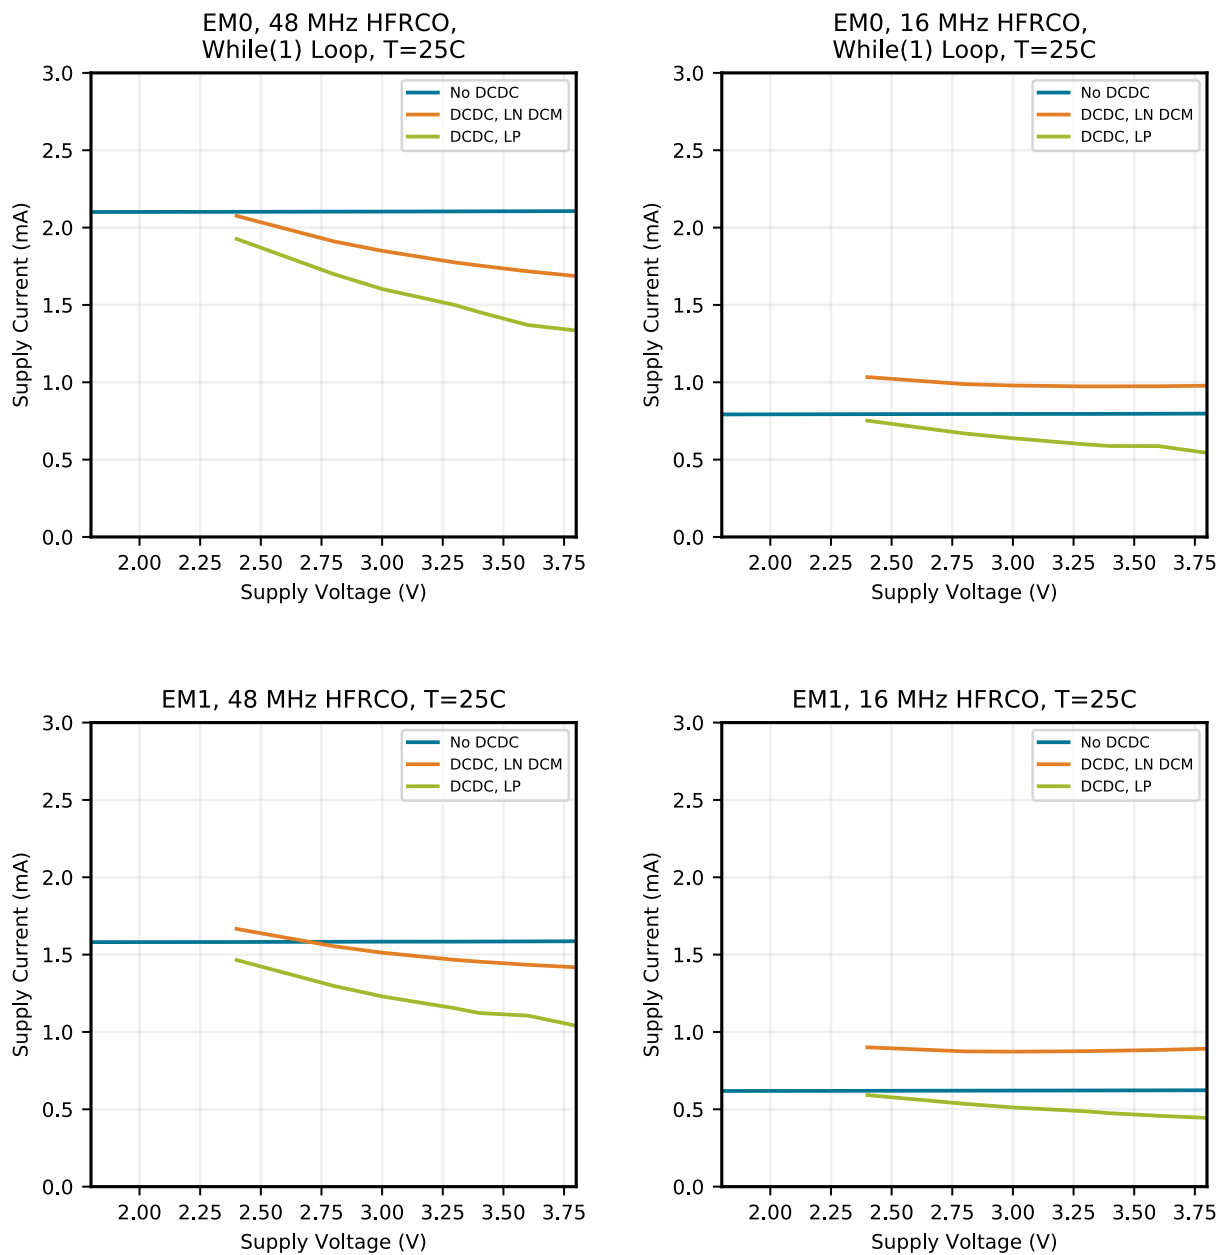 EM0, 48 MHz HFRCO,
While(1) Loop, T=25C
3.0
2.5
2.0
1.5
1.0
0.5
0.0
Supply Current (mA)
No DCDC
DCDC, LN DCM
DCDC, LP
2.00 2.25 2.50 2.75 3.00 3.25 3.50 3.75
Supply Voltage (V)
EM0, 16 MHz HFRCO,
While(1) Loop, T=25C
3.0
2.5
2.0
1.5
1.0
0.5
0.0
Supply Current (mA)
No DCDC
DCDC, LN DCM
DCDC, LP
2.00 2.25 2.50 2.75 3.00 3.25 3.50 3.75
Supply Voltage (V)
EM1, 48 MHz HFRCO, T=25C
3.0
2.5
2.0
1.5
1.0
0.5
0.0
Supply Current (mA)
No DCDC
DCDC, LN DCM
DCDC, LP
2.00 2.25 2.50 2.75 3.00 3.25 3.50 3.75
Supply Voltage (V)
EM1, 16 MHz HFRCO, T=25C
3.0
2.5
2.0
1.5
1.0
0.5
0.0
Supply Current (mA)
No DCDC
DCDC, LN DCM
DCDC, LP
2.00 2.25 2.50 2.75 3.00 3.25 3.50 3.75
Supply Voltage (V)